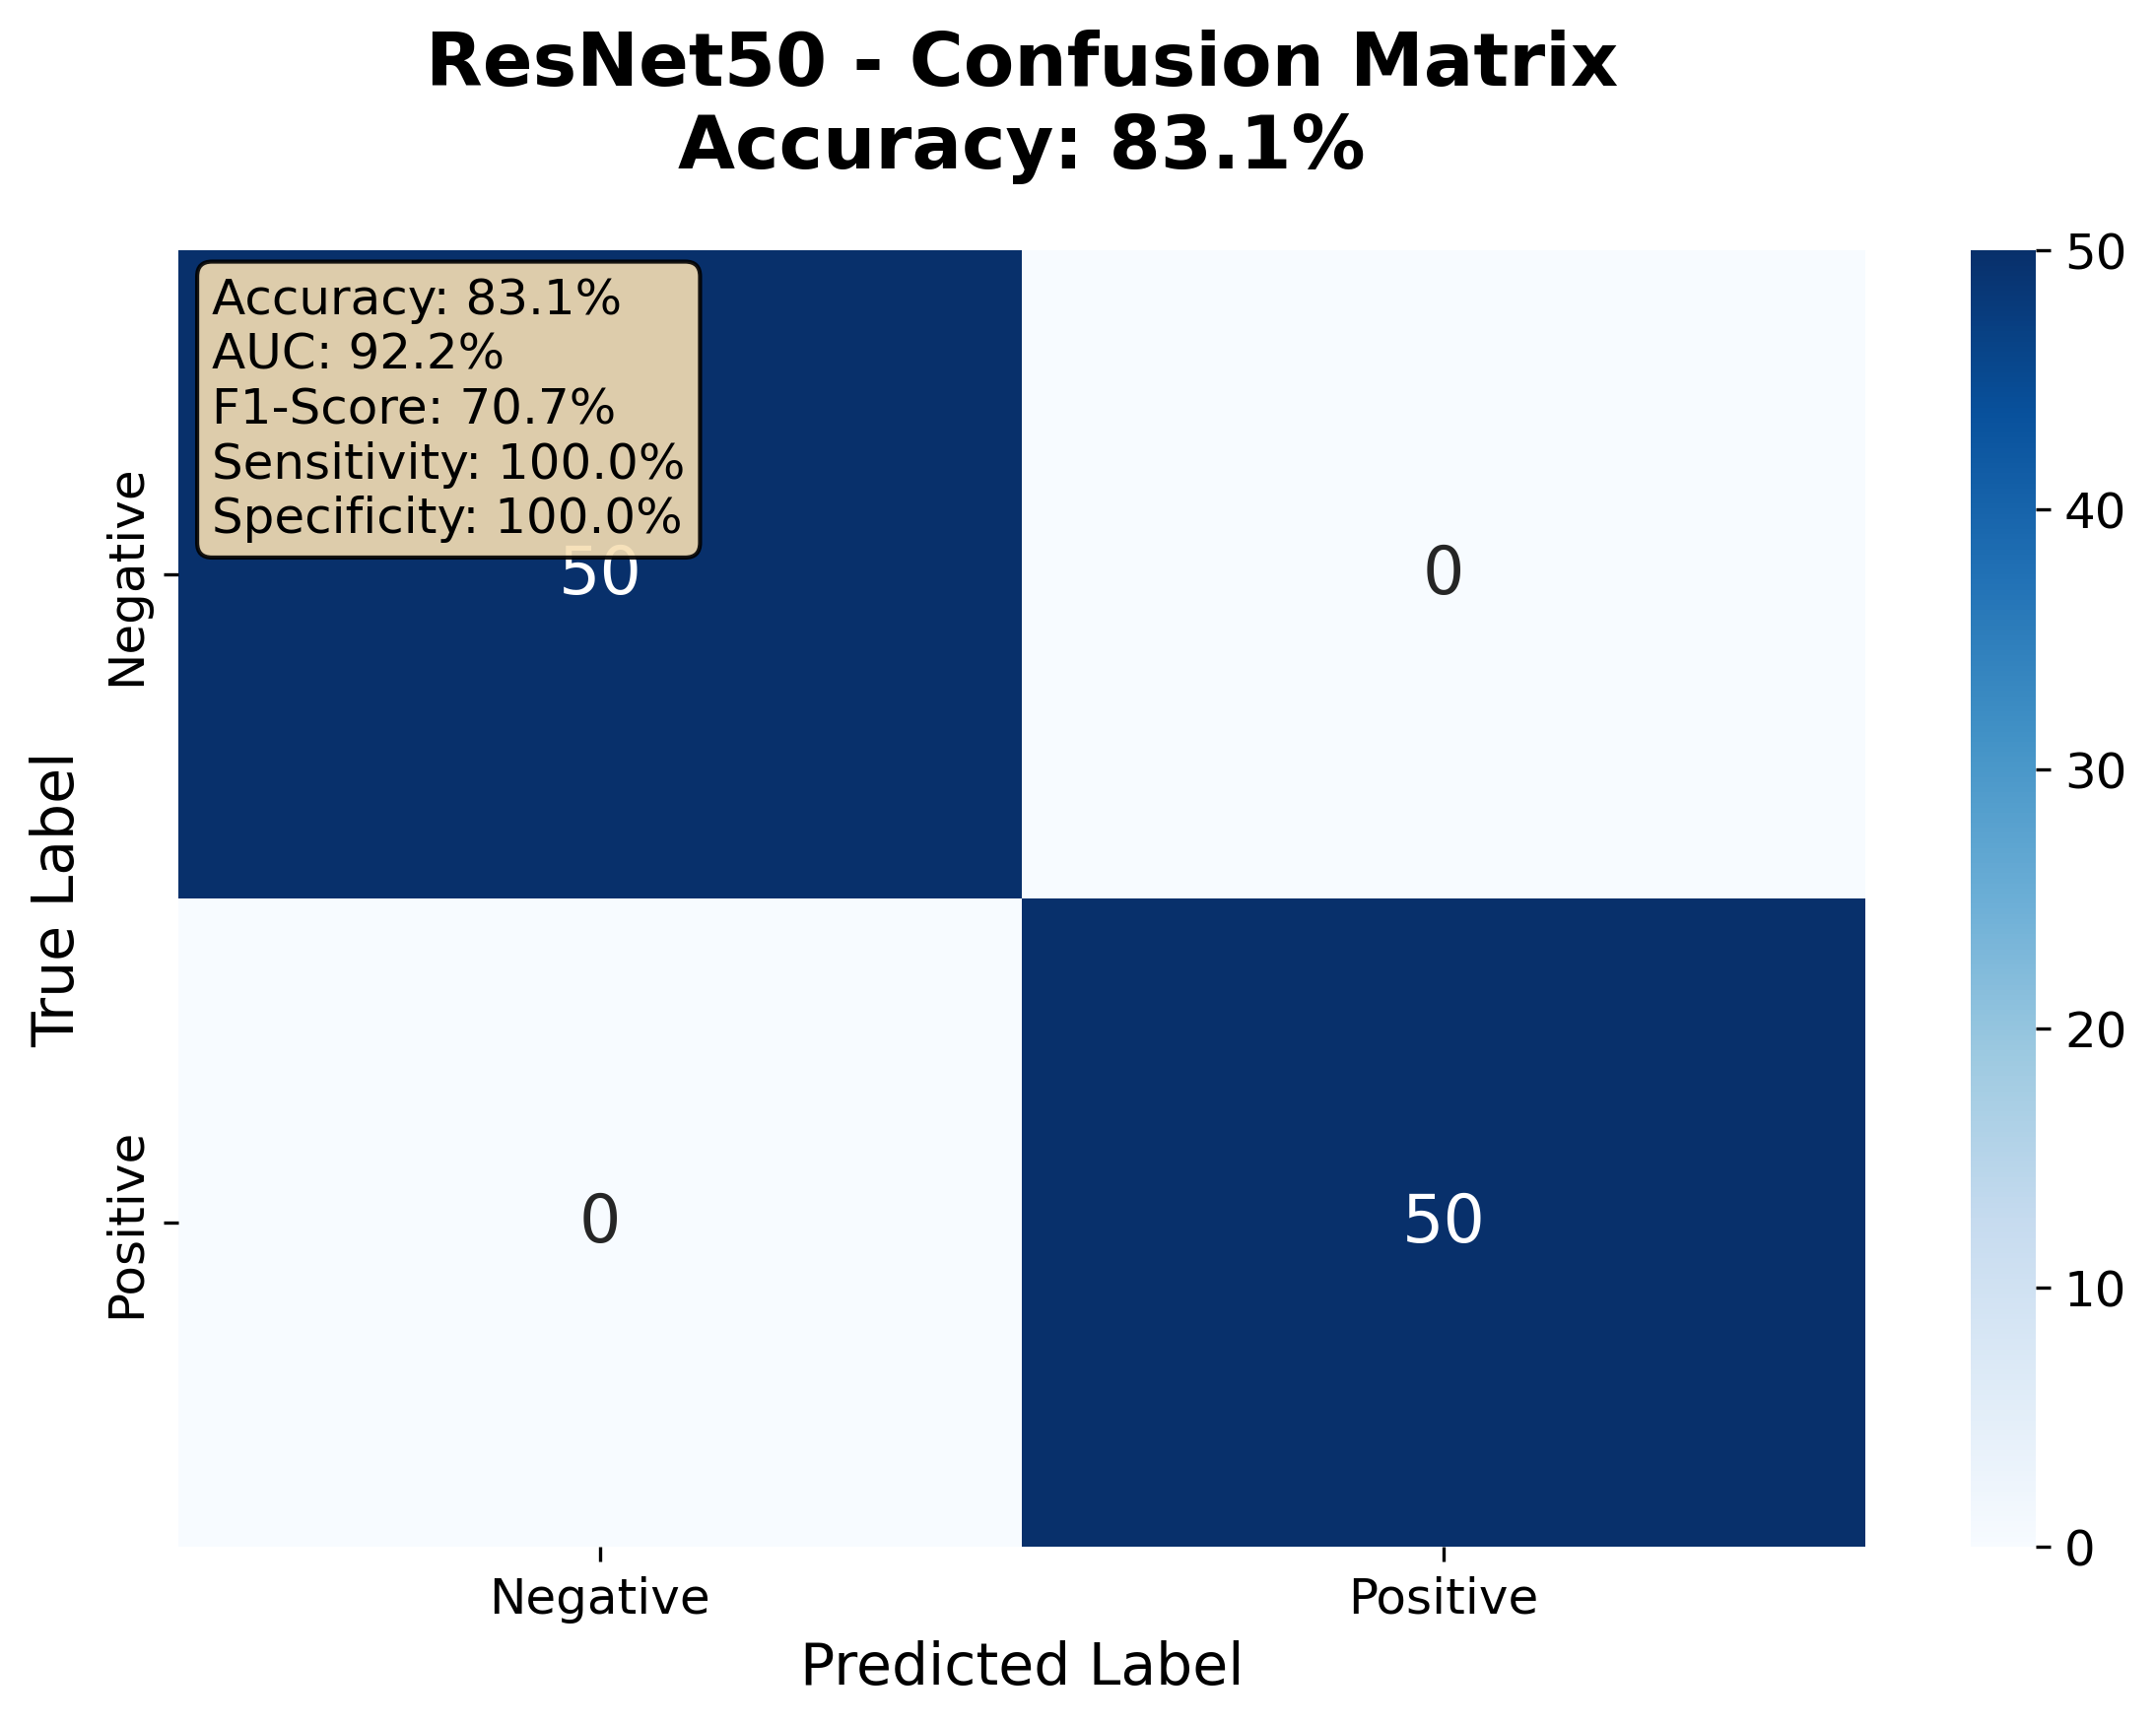 ResNet50 - Confusion Matrix
Accuracy: 83.1%
Accuracy: 83.1%
AUC: 92.2%
F1-Score: 70.7%
Sensitivity: 100.0%
Specificity: 100.0%
50
0
0
50
Negative
Positive
True Label
Negative
Positive
Predicted Label
50
40
30
20
10
0